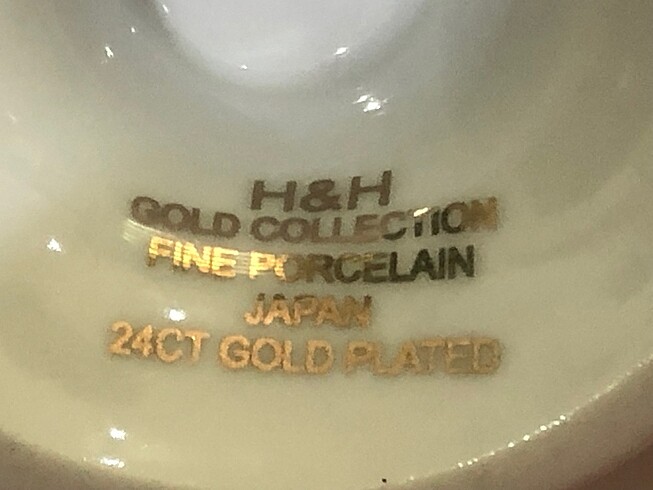 H&H
GOLD COLLECTION
FINE PORCELAIN
JAPAN
24CT GOLD PLATED